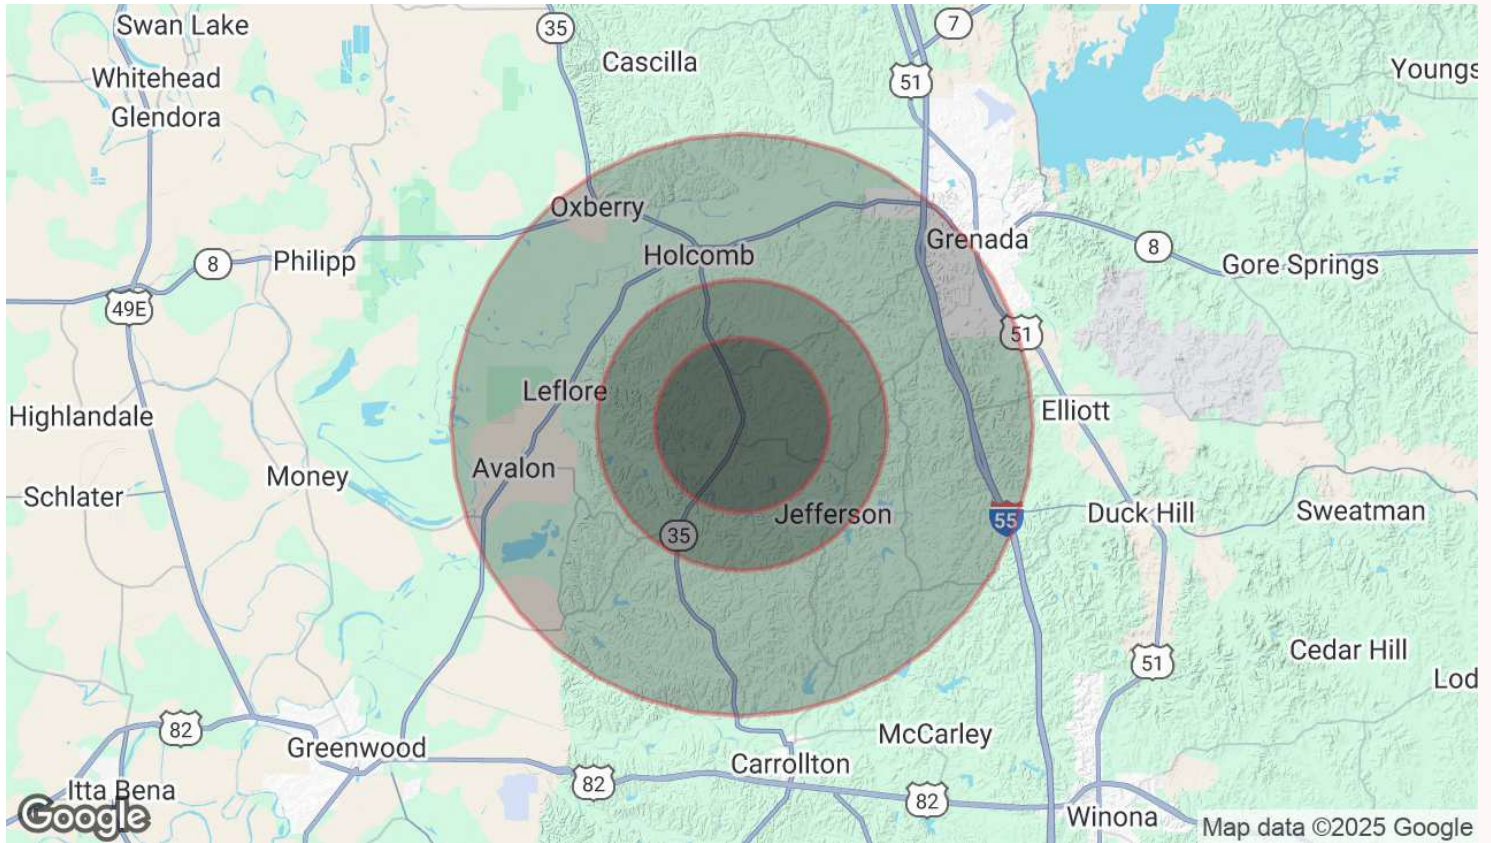 Swan Lake
35
7
Cascilla
Whitehead
51
Youngs
Glendora
Oxberry
Grenada
Holcomb
8
Philipp
8
Gore Springs
49E
51
Leflore
Elliott
Highlandale
Avalon
Money
Schlater
Jefferson
55
Duck Hill
Sweatman
35
Cedar Hill
51
Lod
82
Greenwood
McCarley
Carrollton
82
Itta Bena
82
Winona
Google
Map data ©2025 Google